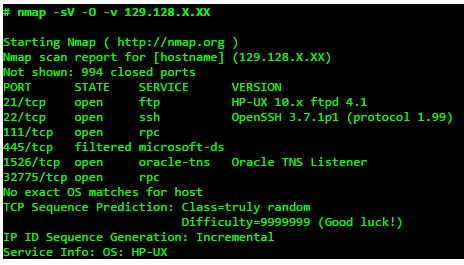 # nmap -sV -O -v 129.128.X.XX
Starting Nmap ( http://nmap.org )
Nmap scan report for [hostname] (129.128.X.XX)
Not shown: 994 closed ports
PORT STATE SERVICE VERSION
21/tcp open ftp HP-UX 10.x ftpd 4.1
22/tcp open ssh OpenSSH 3.7.1p1 (protocol 1.99)
111/tcp open rpc
445/tcp filtered microsoft-ds
1526/tcp open oracle-tns Oracle TNS Listener
32775/tcp open rpc
No exact OS matches for host
TCP Sequence Prediction: Class=truly random
Difficulty=9999999 (Good luck!)
IP ID Sequence Generation: Incremental
Service Info: OS: HP-UX